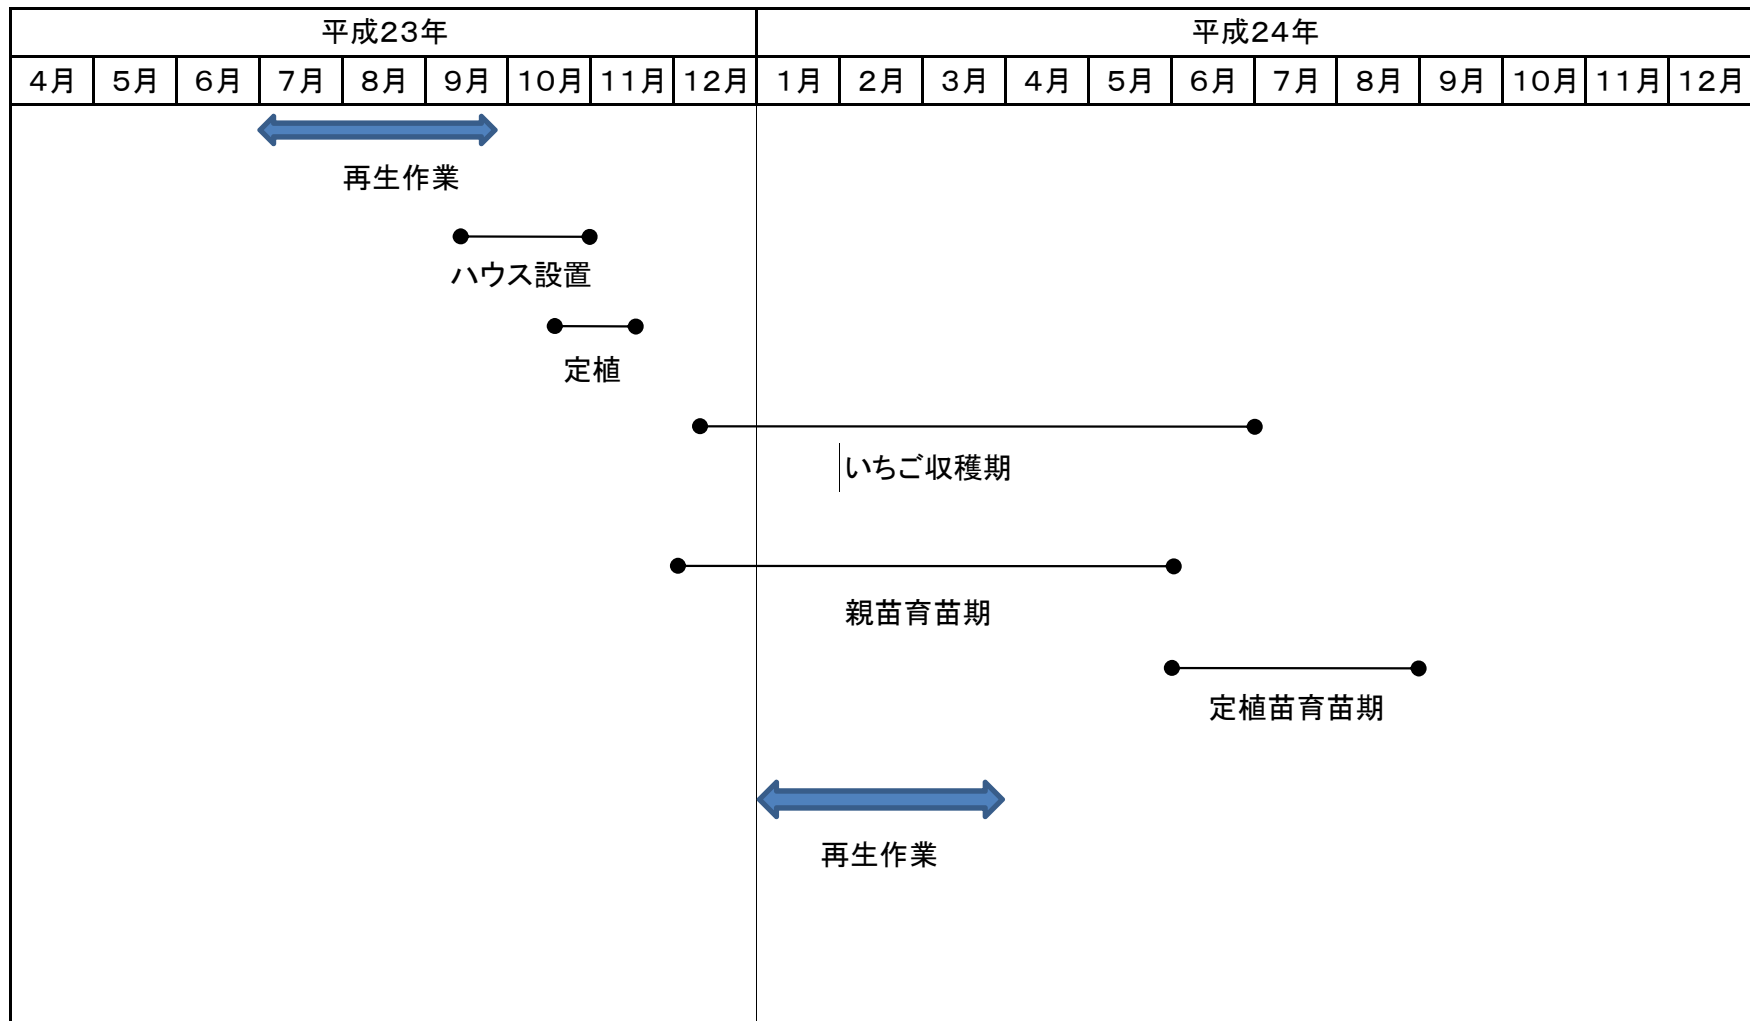 平成23年 平成24年
4月 5月 6月 7月 8月 9月 10月 11月 12月 1月 2月 3月 4月 5月 6月 7月 8月 9月 10月 11月 12月
再生作業
ハウス設置
定植
いちご収穫期
親苗育苗期
定植苗育苗期
再生作業